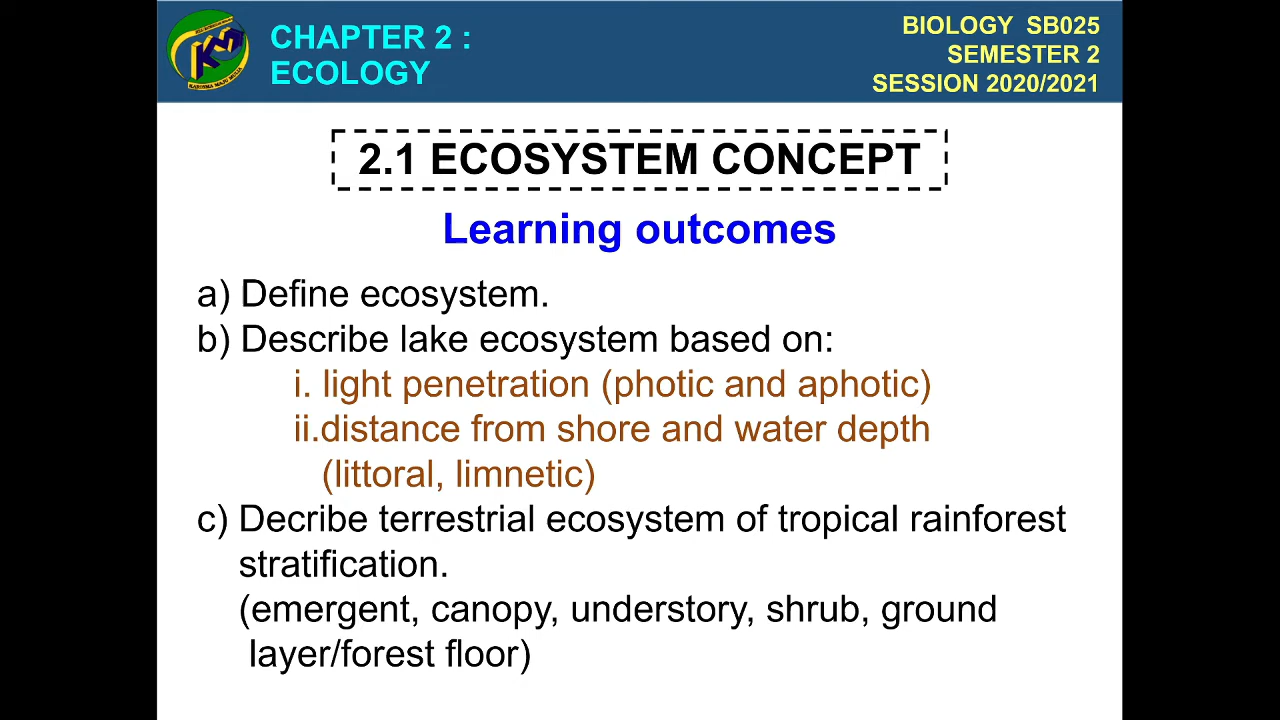 CHAPTER 2 :
ECOLOGY
BIOLOGY SB025
SEMESTER 2
SESSION 2020/2021
2.1 ECOSYSTEM CONCEPT
Learning outcomes
a) Define ecosystem.
b) Describe lake ecosystem based on:
i. light penetration (photic and aphotic)
ii.distance from shore and water depth
(littoral, limnetic)
c) Decribe terrestrial ecosystem of tropical rainforest
stratification.
(emergent, canopy, understory, shrub, ground
layer/forest floor)